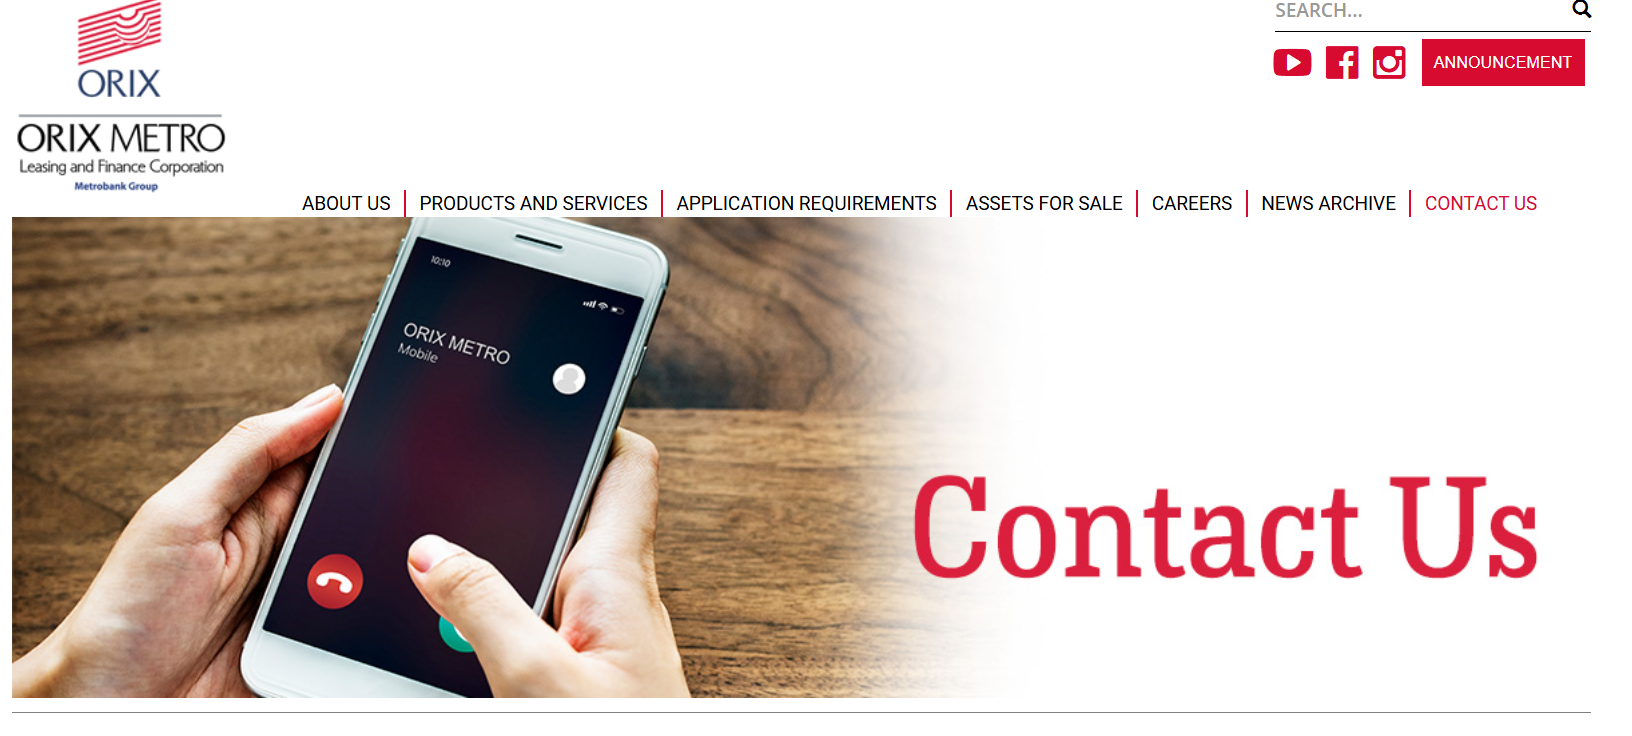 SEARCH...
ORIX
ANNOUNCEMENT
ORIX METRO
Leasing and Finance Corporation
Metrobank Group
ABOUT US
PRODUCTS AND SERVICES
APPLICATION REQUIREMENTS
ASSETS FOR SALE
CAREERS
NEWS ARCHIVE
CONTACT US
10:10
ORIX METRO
Mobile
Contact Us